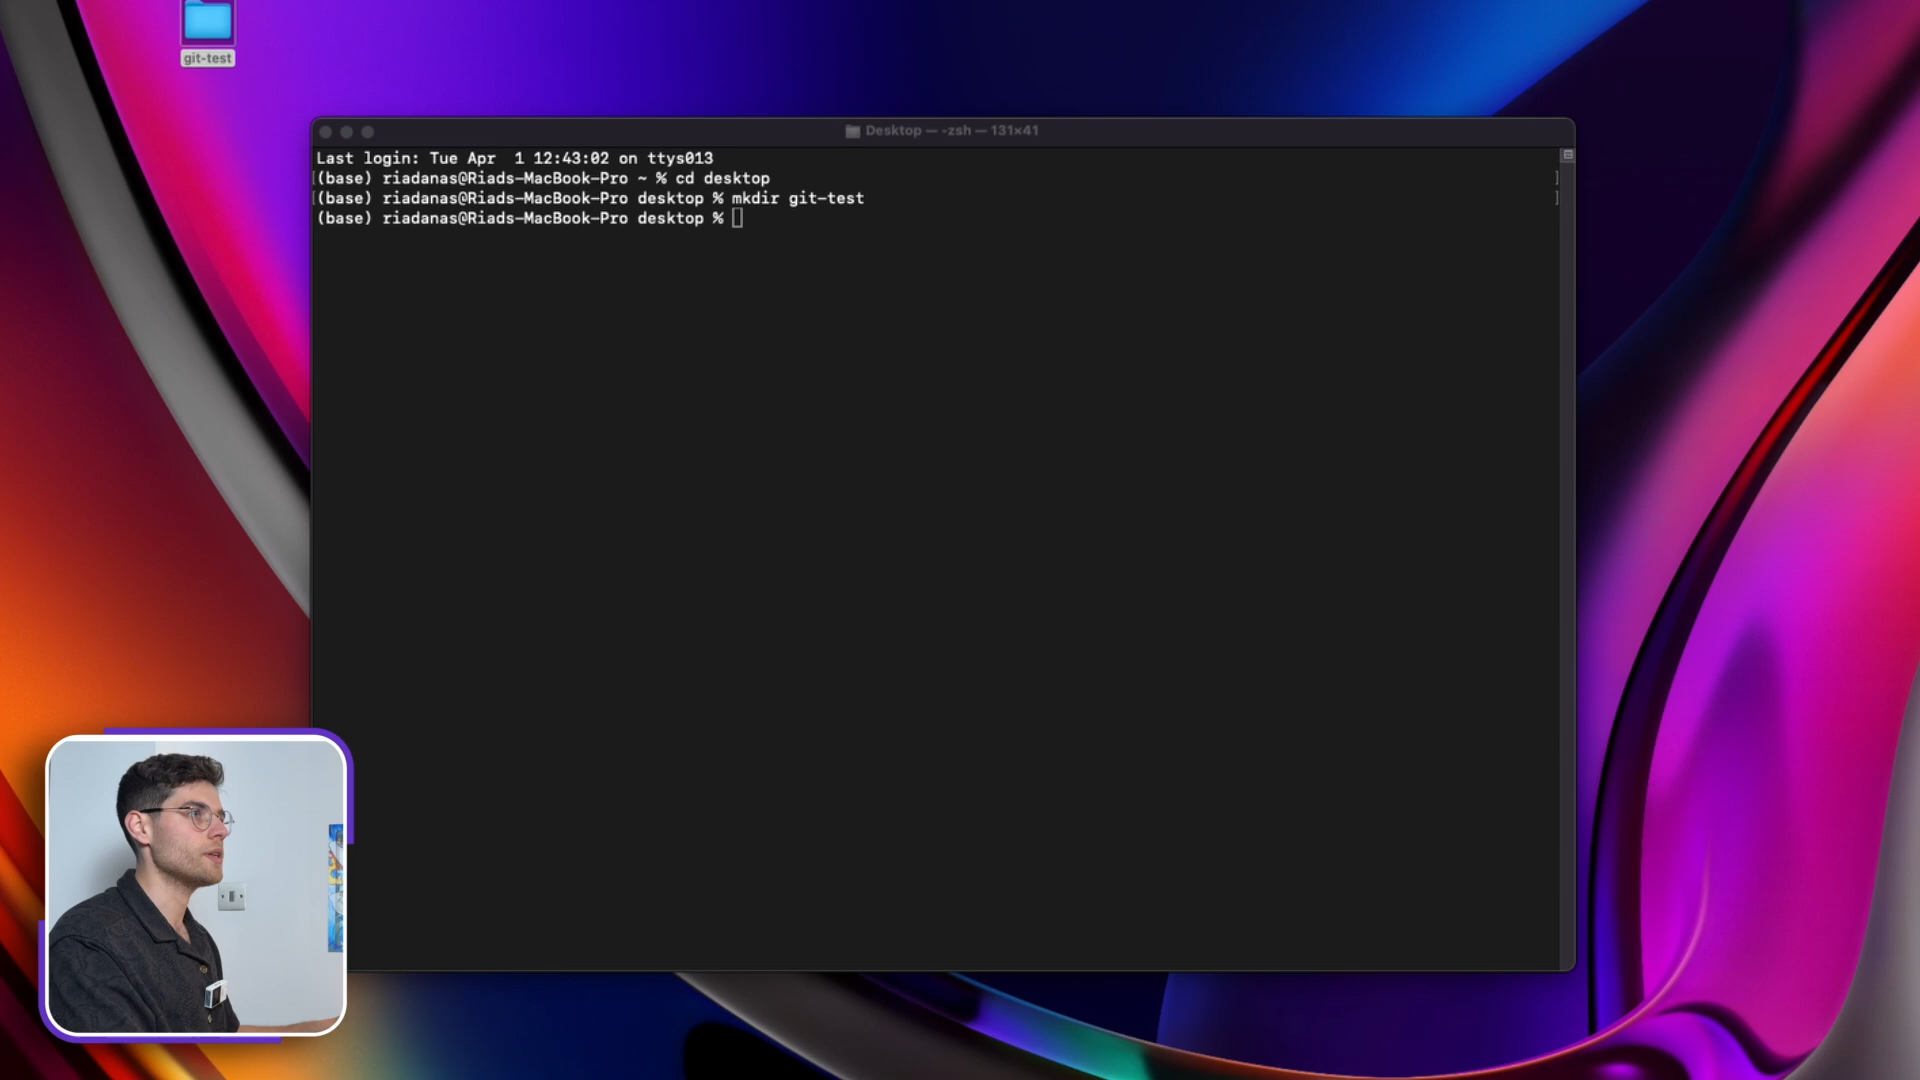 git-test
Desktop — -zsh — 131×41
Last login: Tue Apr  1 12:43:02 on ttys013
[(base) riadanas@Riads-MacBook-Pro ~ % cd desktop ]
[(base) riadanas@Riads-MacBook-Pro desktop % mkdir git-test ]
(base) riadanas@Riads-MacBook-Pro desktop %